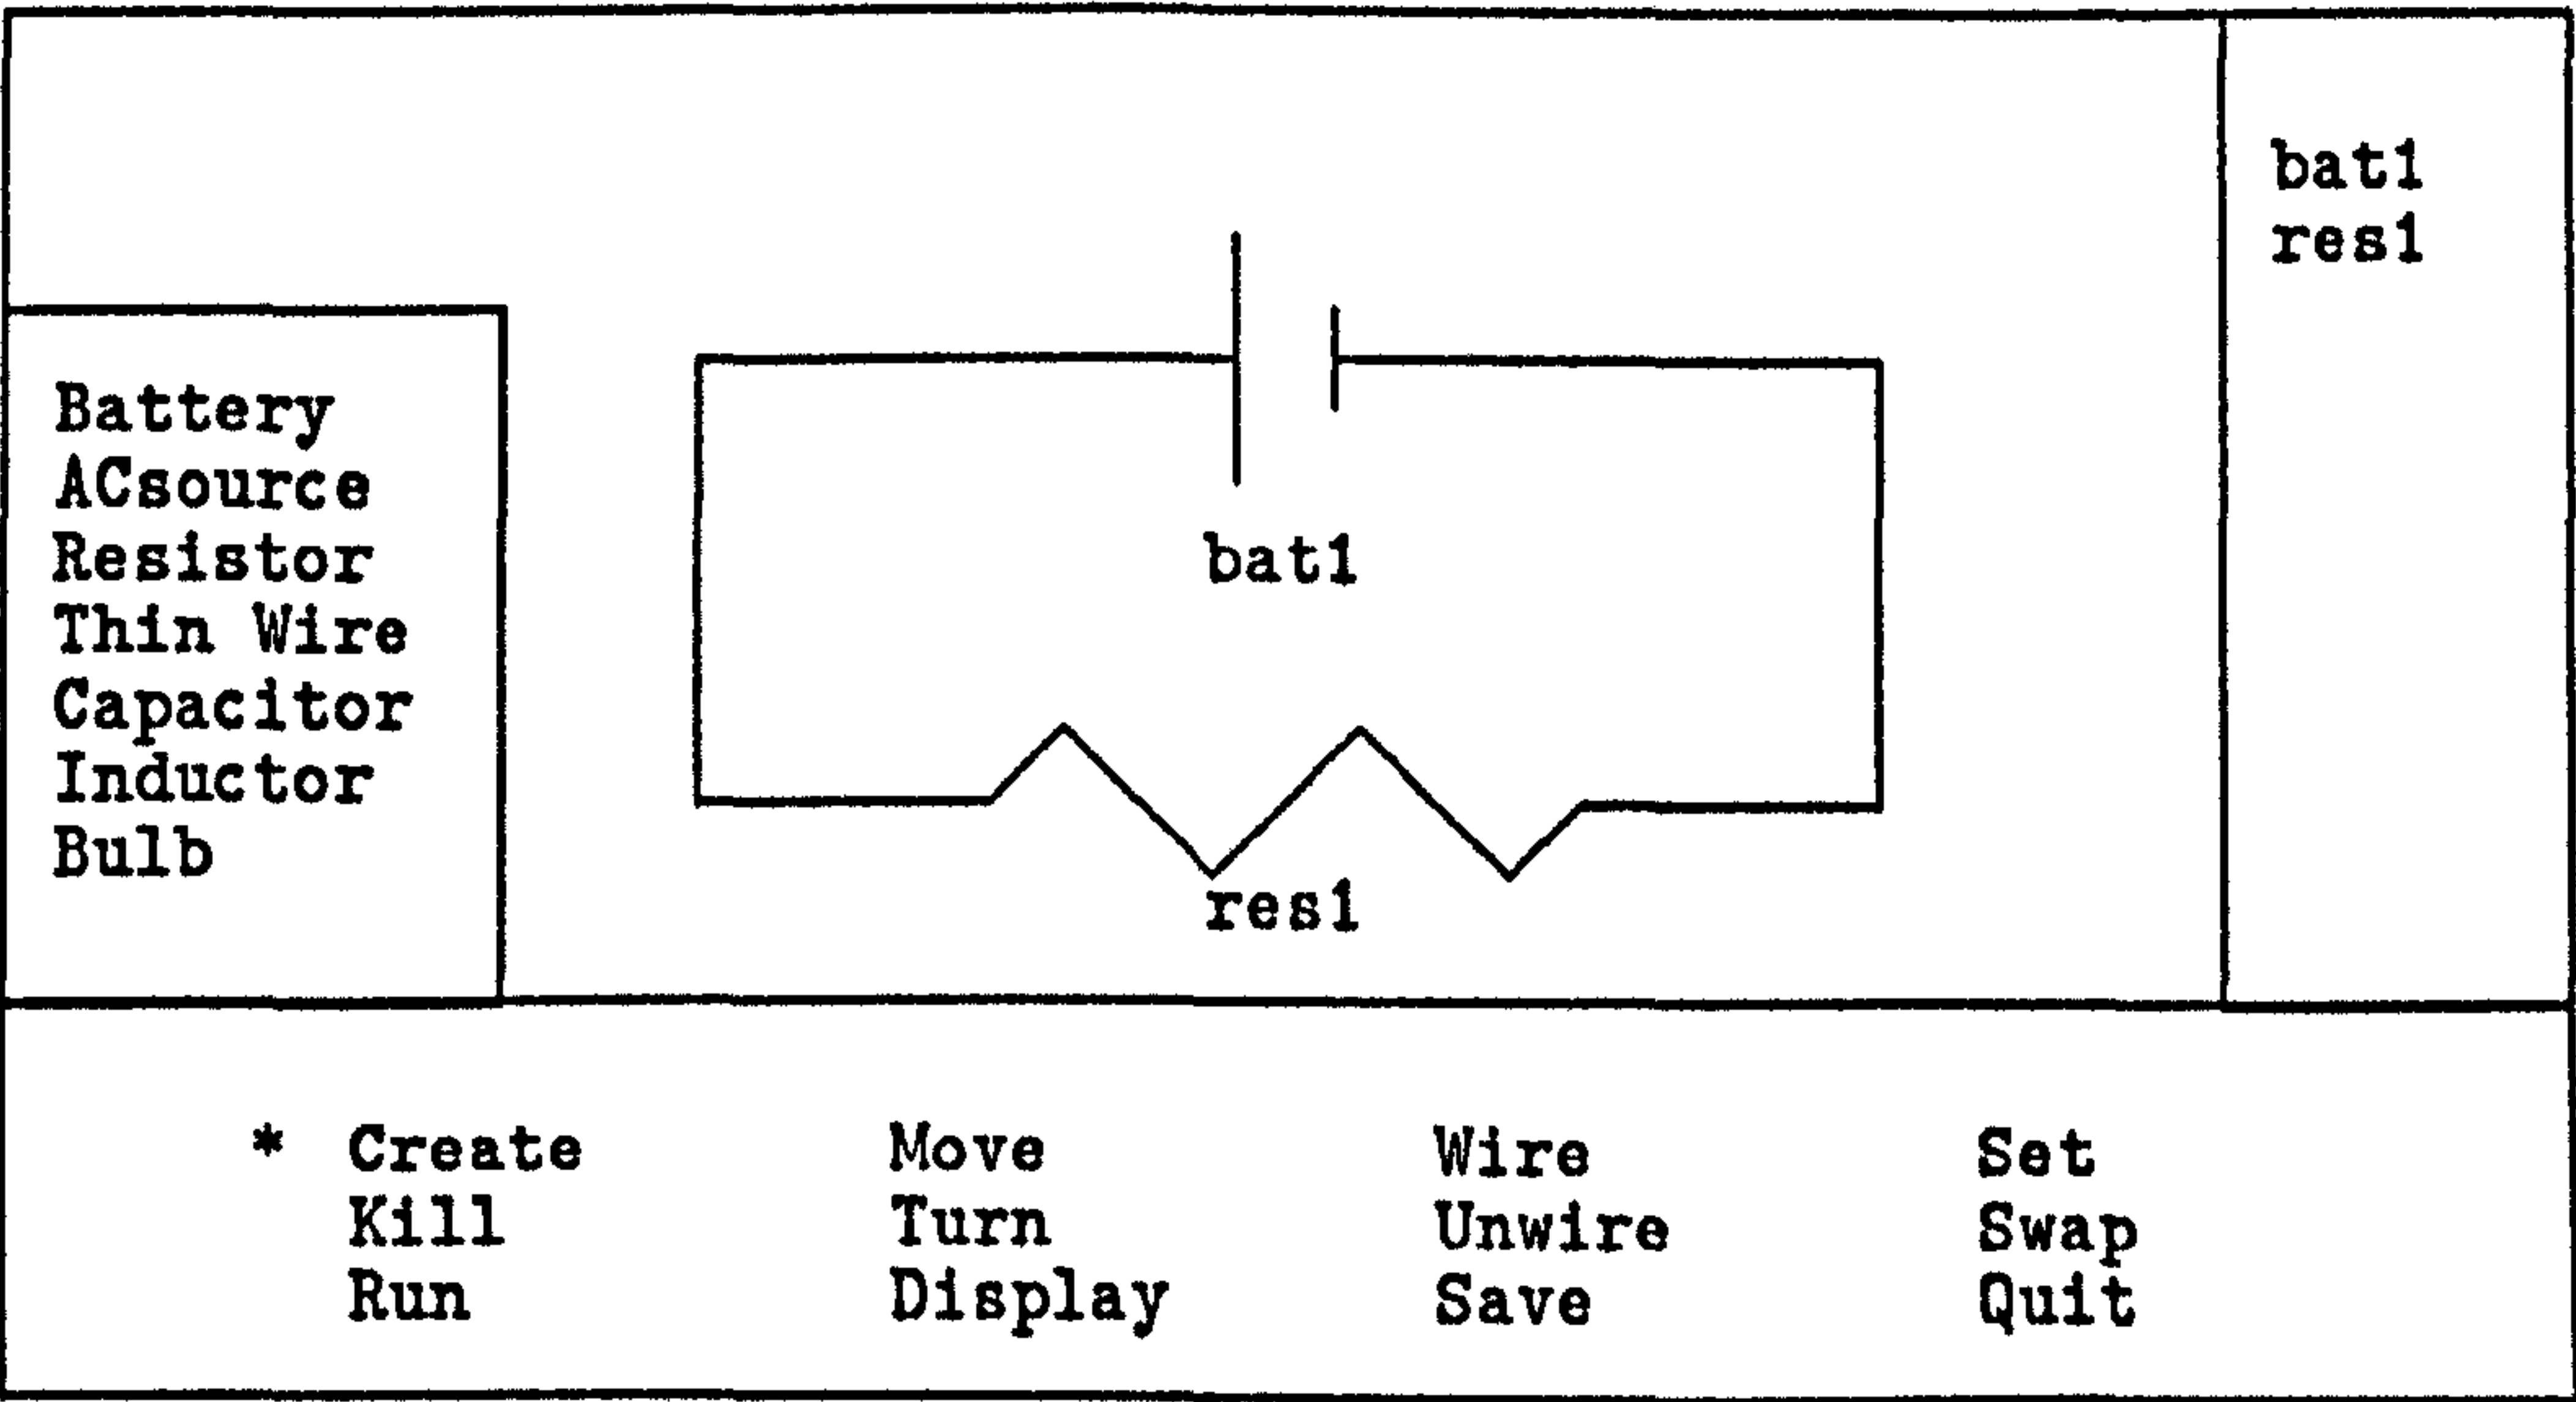 bat1
res1
Battery
ACsource
Resistor
Thin Wire
Capacitor
Inductor
Bulb
bat1
res1
* Create Move Wire Set
Kill Turn Unwire Swap
Run Display Save Quit